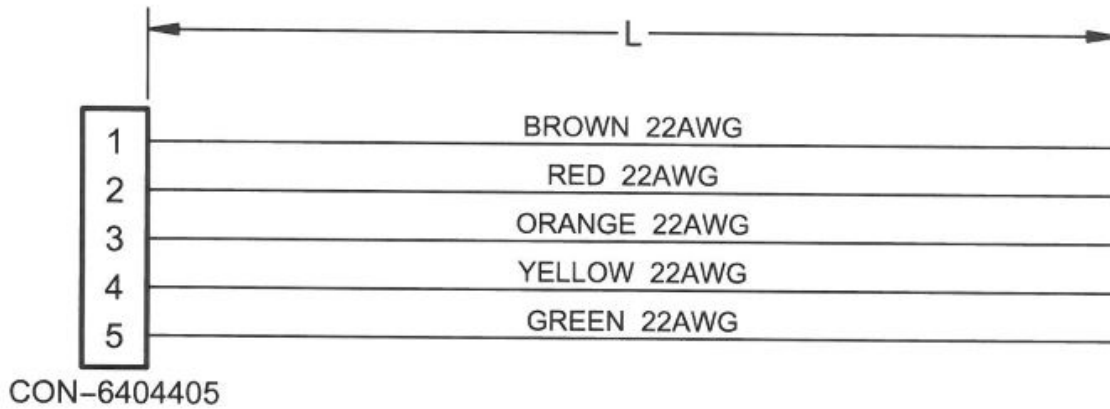 L
1 BROWN 22AWG
2 RED 22AWG
3 ORANGE 22AWG
4 YELLOW 22AWG
5 GREEN 22AWG
CON-6404405